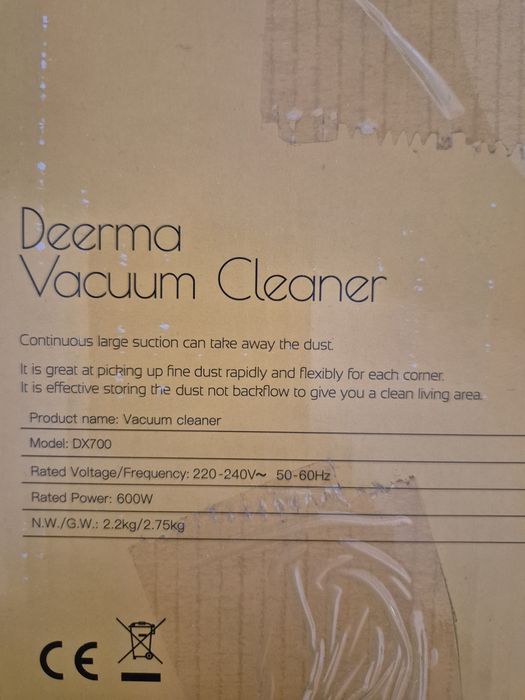 Deerma
Vacuum Cleaner
Continuous large suction can take away the dust.
It is great at picking up fine dust rapidly and flexibly for each corner.
It is effective storing the dust not backflow to give you a clean living area.
Product name: Vacuum cleaner
Model: DX700
Rated Voltage/Frequency: 220-240V～ 50-60Hz
Rated Power: 600W
N.W./G.W.: 2.2kg/2.75kg
CE